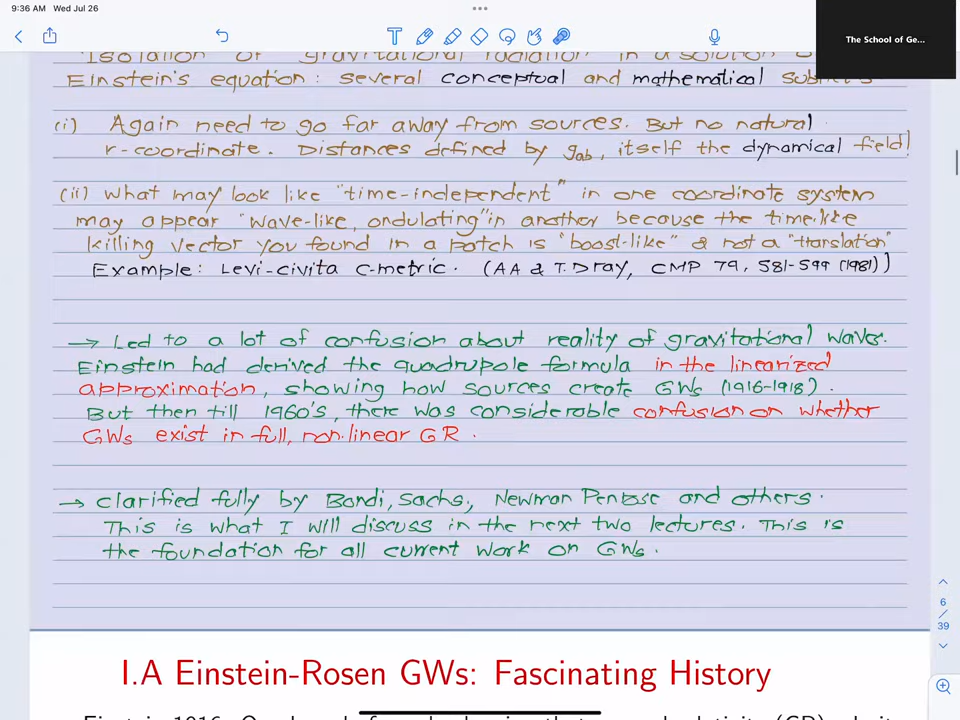 9:36 AM Wed Jul 26
The School of Ge...
Isolation of gravitational radiation in a solution
Einstein's equation: several conceptual and mathematical
(i) Again need to go far away from sources. But no natural
r-coordinate. Distances defined by gab, itself the dynamical field!
(ii) What may look like "time-independent" in one coordinate system
may appear "wave-like, ondulating" in another because the time-like
killing vector you found in a patch is "boost-like" & not a "translation"
Example: Levi-civita C-metric. (AA & T. Dray, CMP 79, 581-599 (1981))]
→ Led to a lot of confusion about reality of gravitational waves.
Einstein had derived the quadrupole formula in the linearized
approximation, showing how sources create GWs (1916-1918).
But then till 1960's, there was considerable confusion on whether
GWs exist in full, non-linear GR.
→ Clarified fully by Bondi, Sachs, Newman Penrose and others.
This is what I will discuss in the next two lectures. This is
the foundation for all current work on GWs.
6
/
39
I.A Einstein-Rosen GWs: Fascinating History